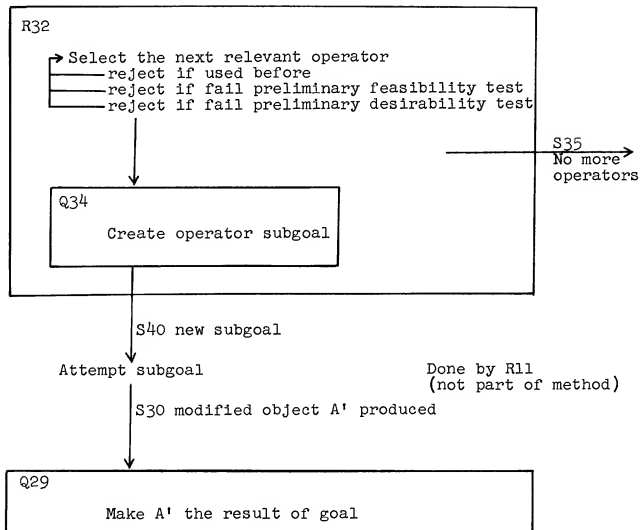 R32
Select the next relevant operator
reject if used before
reject if fail preliminary feasibility test
reject if fail preliminary desirability test
S35
No more
operators
Q34
Create operator subgoal
S40 new subgoal
Attempt subgoal
Done by R11
(not part of method)
S30 modified object A' produced
Q29
Make A' the result of goal